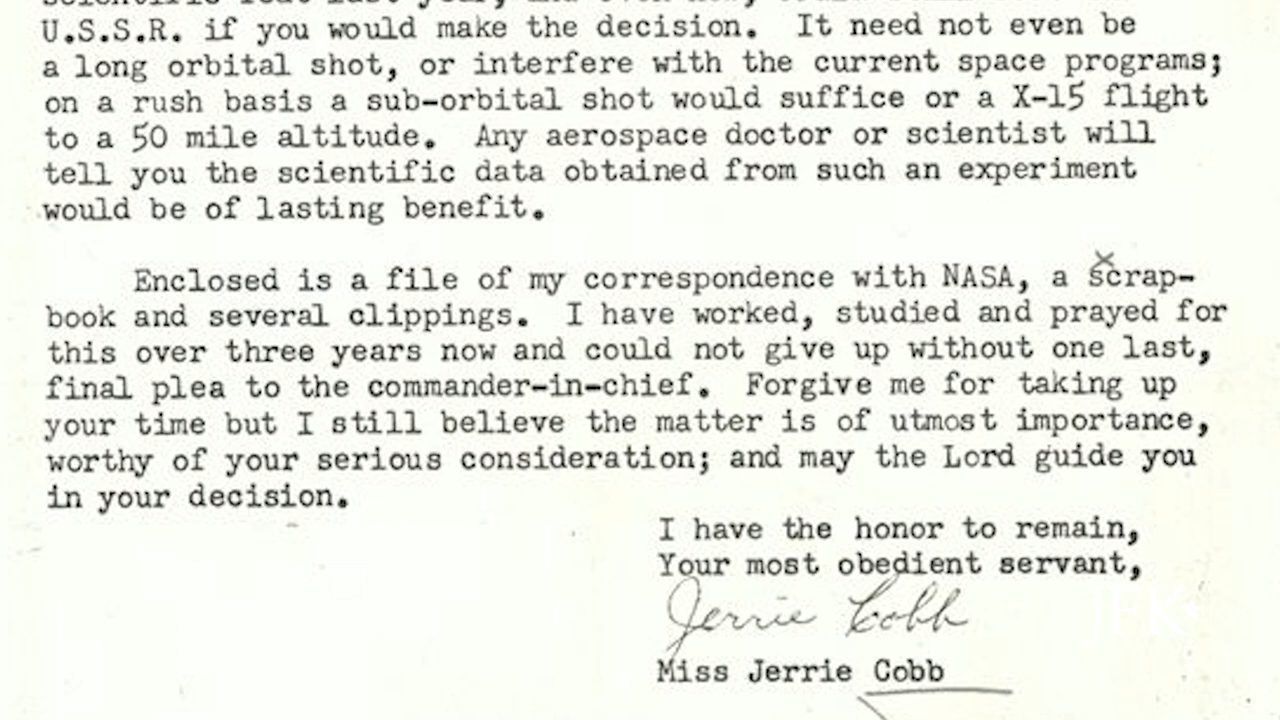 U.S.S.R. if you would make the decision. It need not even be
a long orbital shot, or interfere with the current space programs;
on a rush basis a sub-orbital shot would suffice or a X-15 flight
to a 50 mile altitude. Any aerospace doctor or scientist will
tell you the scientific data obtained from such an experiment
would be of lasting benefit.
Enclosed is a file of my correspondence with NASA, a scrap-
book and several clippings. I have worked, studied and prayed for
this over three years now and could not give up without one last,
final plea to the commander-in-chief. Forgive me for taking up
your time but I still believe the matter is of utmost importance,
worthy of your serious consideration; and may the Lord guide you
in your decision.
I have the honor to remain,
Your most obedient servant,
Jerrie Cobb
Miss Jerrie Cobb